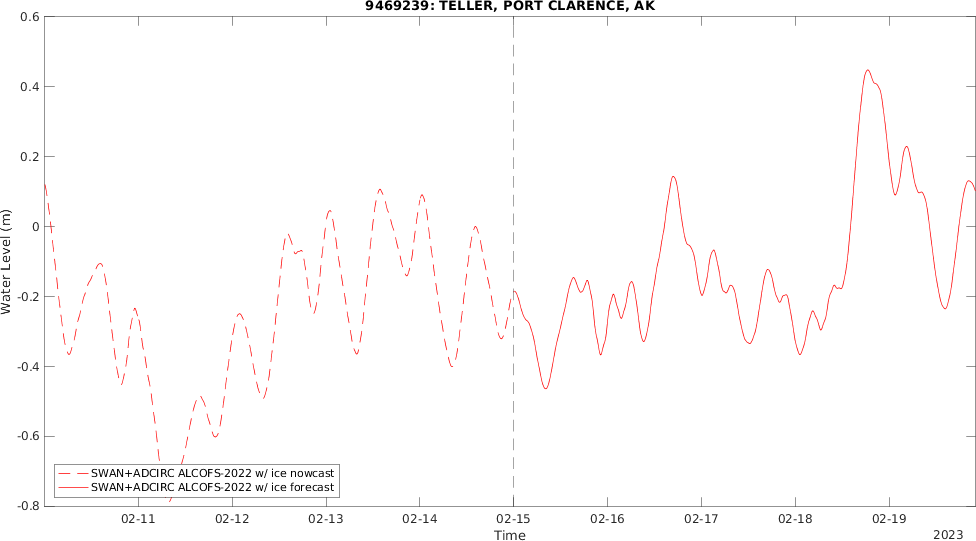 9469239: TELLER, PORT CLARENCE, AK
0.6
0.4
0.2
0
-0.2
-0.4
-0.6
-0.8
Water Level (m)
SWAN+ADCIRC ALCOFS-2022 w/ ice nowcast
SWAN+ADCIRC ALCOFS-2022 w/ ice forecast
02-11 02-12 02-13 02-14 02-15 02-16 02-17 02-18 02-19
Time
2023